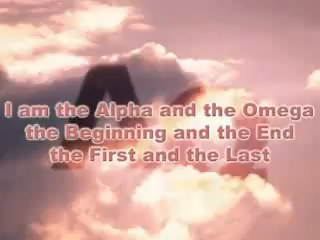 I am the Alpha and the Omega
the Beginning and the End
the First and the Last